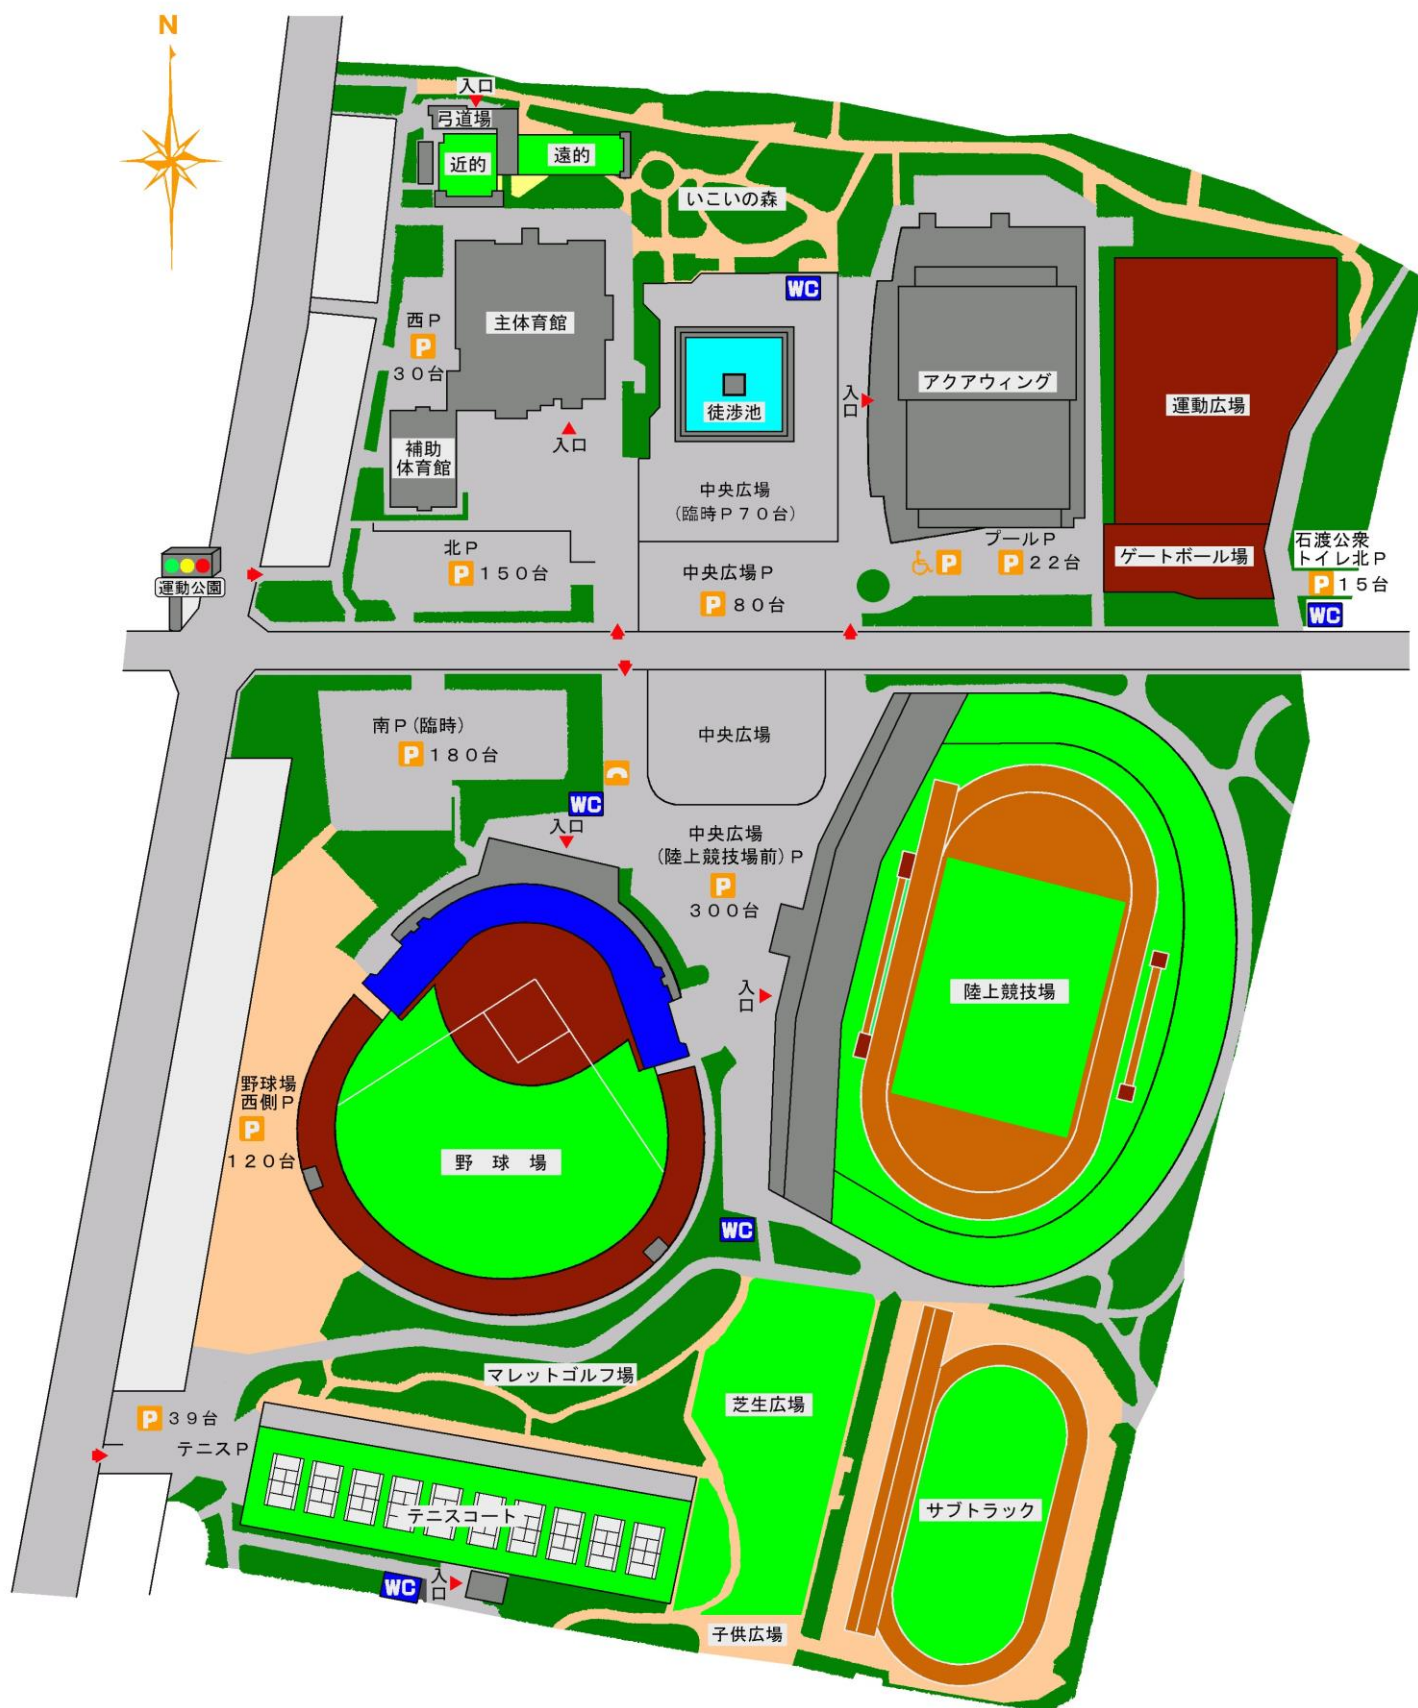 N
入口
弓道場
近的
遠的
いこいの森
WC
西P
P
30台
主体育館
徒渉池
アクアウィング
入口
運動広場
入口
補助
体育館
中央広場
(臨時P70台)
北P
P 150台
中央広場P
P 80台
プールP
P
P 22台
ゲートボール場
石渡公衆
トイレ北P
P 15台
WC
運動公園
南P(臨時)
P 180台
中央広場
WC
入口
中央広場
(陸上競技場前)P
P
300台
入口
陸上競技場
野球場
西側P
P
120台
野球場
WC
マレットゴルフ場
芝生広場
P 39台
テニスP
テニスコート
サブトラック
WC
入口
子供広場